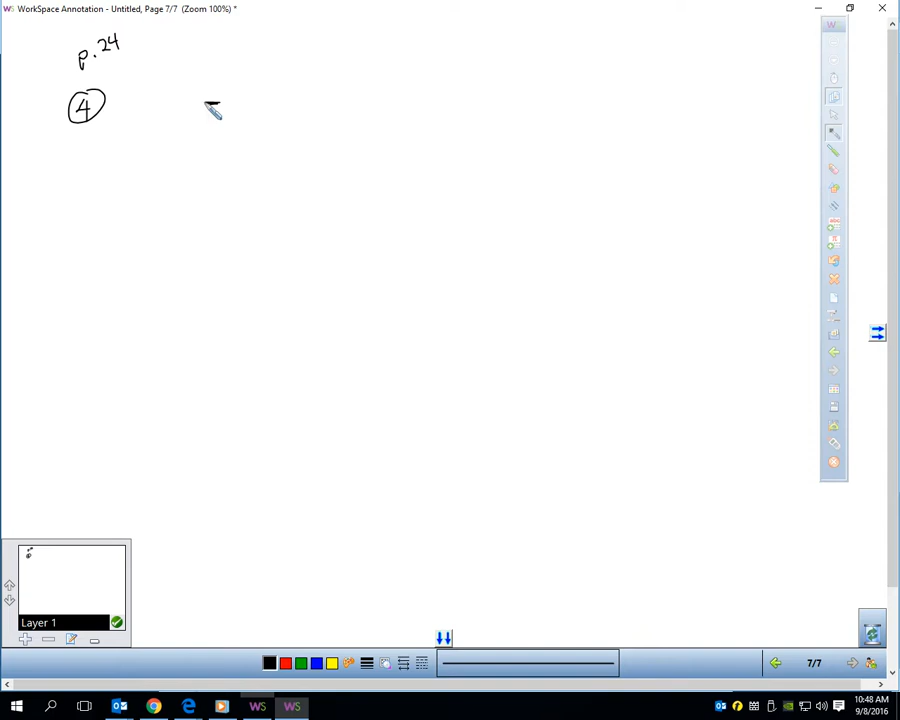 WorkSpace Annotation - Untitled, Page 7/7 (Zoom 100%) *
p. 24
4
Layer 1
7/7
10:48 AM
9/8/2016